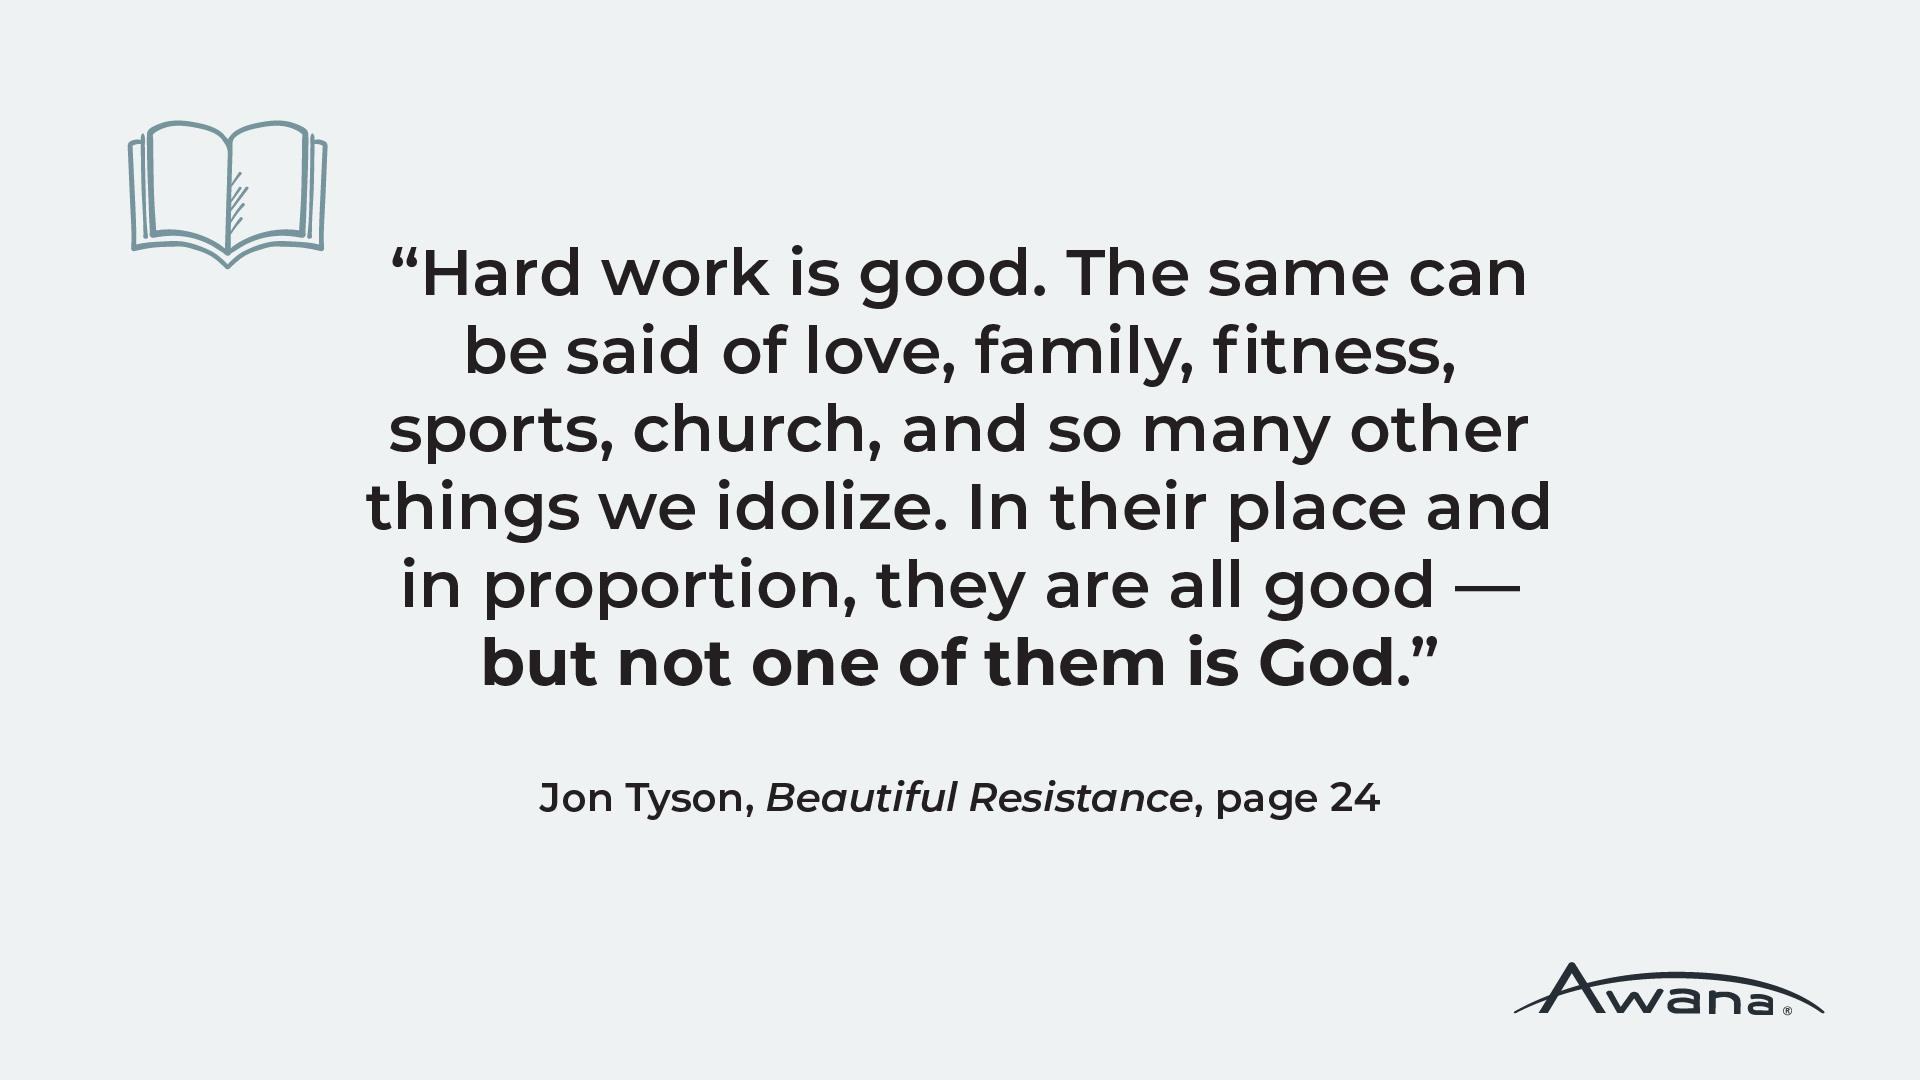 “Hard work is good. The same can
be said of love, family, fitness,
sports, church, and so many other
things we idolize. In their place and
in proportion, they are all good —
but not one of them is God.”
Jon Tyson, Beautiful Resistance, page 24
Awana®